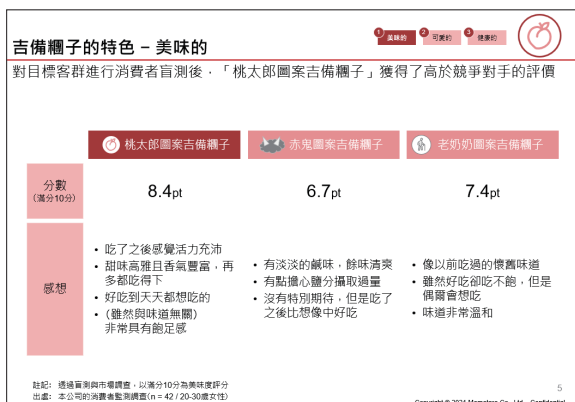 1 美味的 2 可愛的 3 健康的
吉備糰子的特色 – 美味的
對目標客群進行消費者盲測後，「桃太郎圖案吉備糰子」獲得了高於競爭對手的評價
桃太郎圖案吉備糰子
赤鬼圖案吉備糰子
老奶奶圖案吉備糰子
分數
(滿分10分)
8.4pt
6.7pt
7.4pt
感想
• 吃了之後感覺活力充沛
• 甜味高雅且香氣豐富，再
多都吃得下
• 好吃到天天都想吃的
• (雖然與味道無關)
非常具有飽足感
• 有淡淡的鹹味，餘味清爽
• 有點擔心鹽分攝取過量
• 沒有特別期待，但是吃了
之後比想像中好吃
• 像以前吃過的懷舊味道
• 雖然好吃卻吃不飽，但是
偶爾會想吃
• 味道非常溫和
註記: 透過盲測與市場調查，以滿分10分為美味度評分
出處: 本公司的消費者監測調查(n = 42 / 20-30歲女性)
5